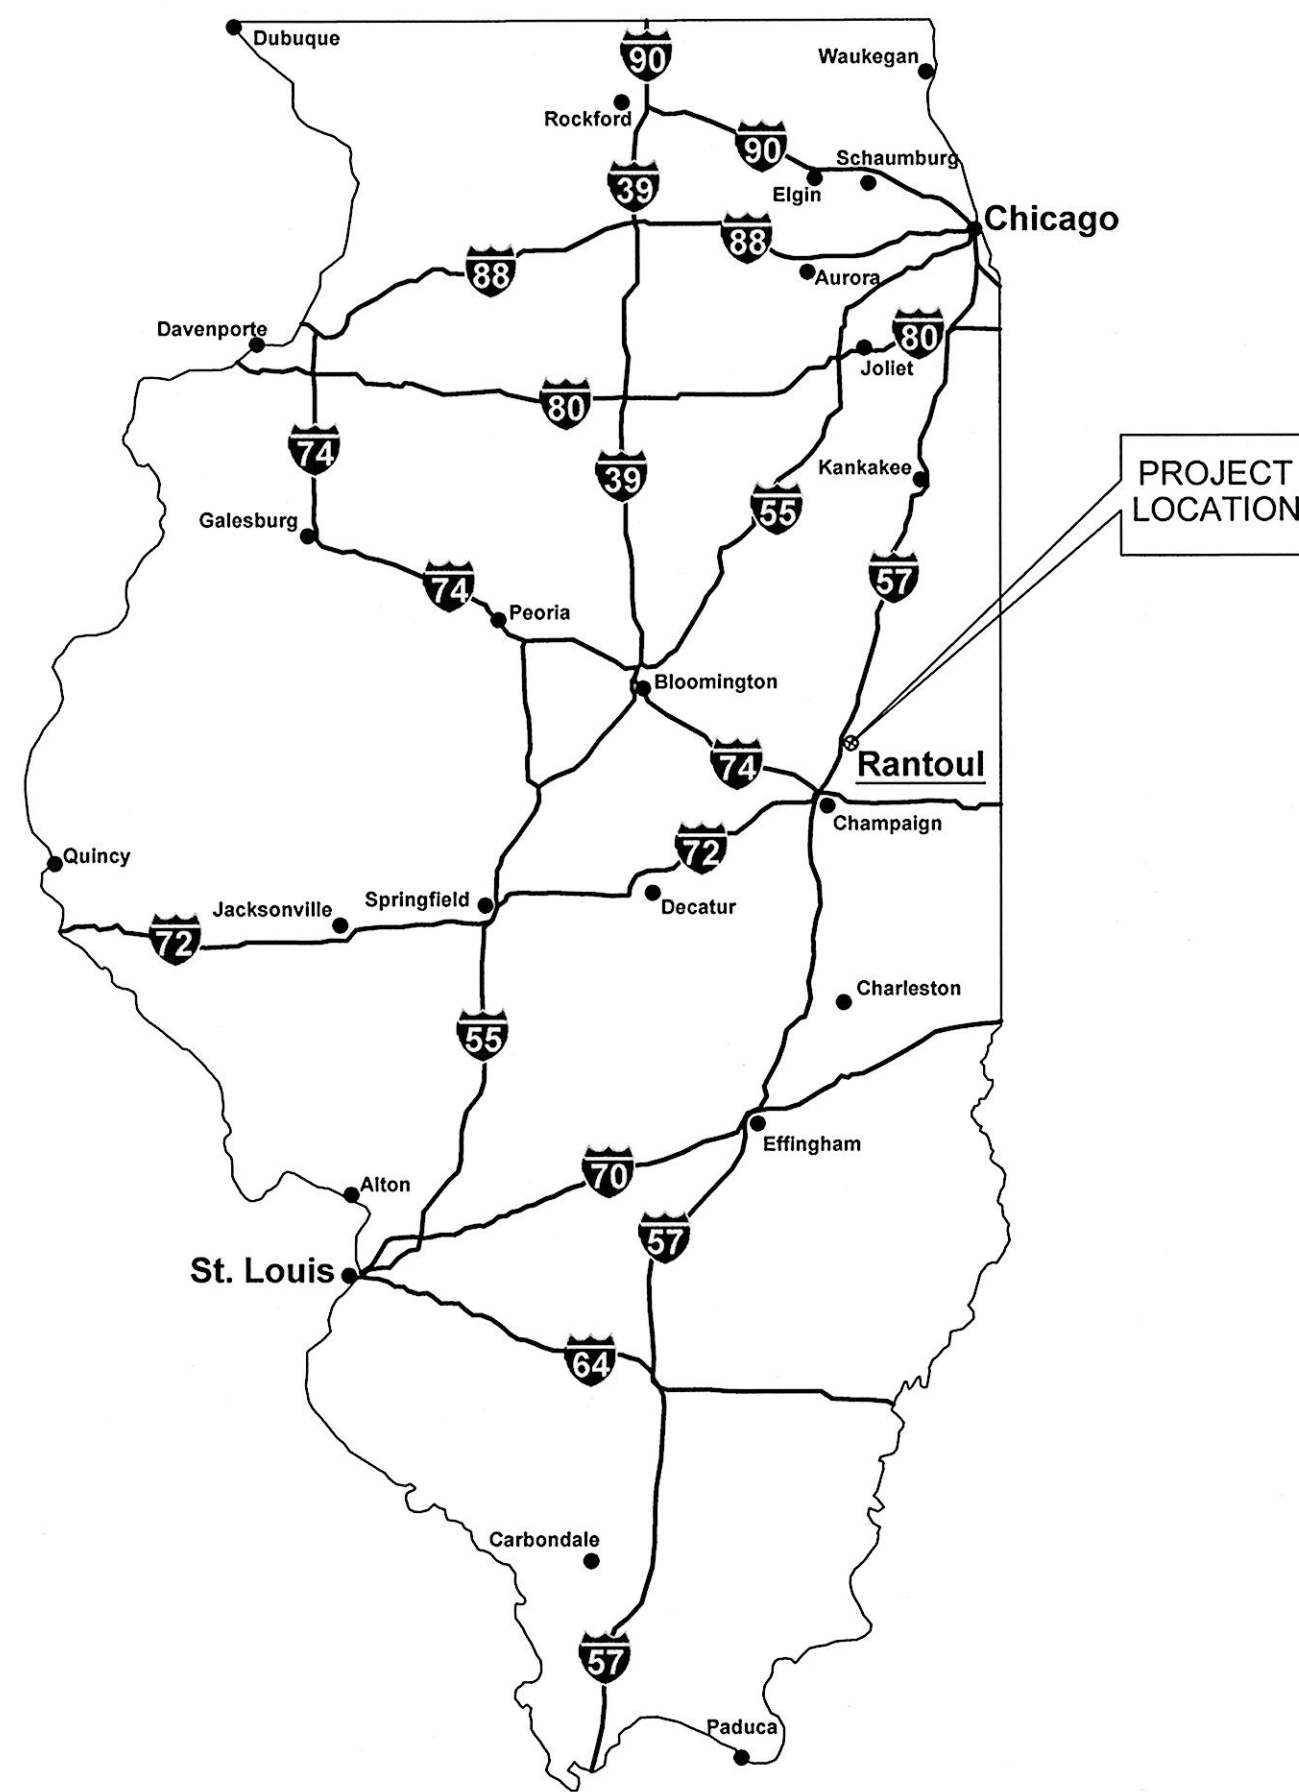 Dubuque
90
Waukegan
Rockford
90
Schaumburg
39
Elgin
Chicago
88
88
Aurora
Davenporte
80
Joliet
80
74
39
Kankakee
PROJECT
LOCATION
55
Galesburg
74
57
Peoria
Bloomington
74
Rantoul
Champaign
72
Quincy
Springfield
Jacksonville
Decatur
72
Charleston
55
Effingham
70
Alton
57
St. Louis
64
Carbondale
57
Paduca